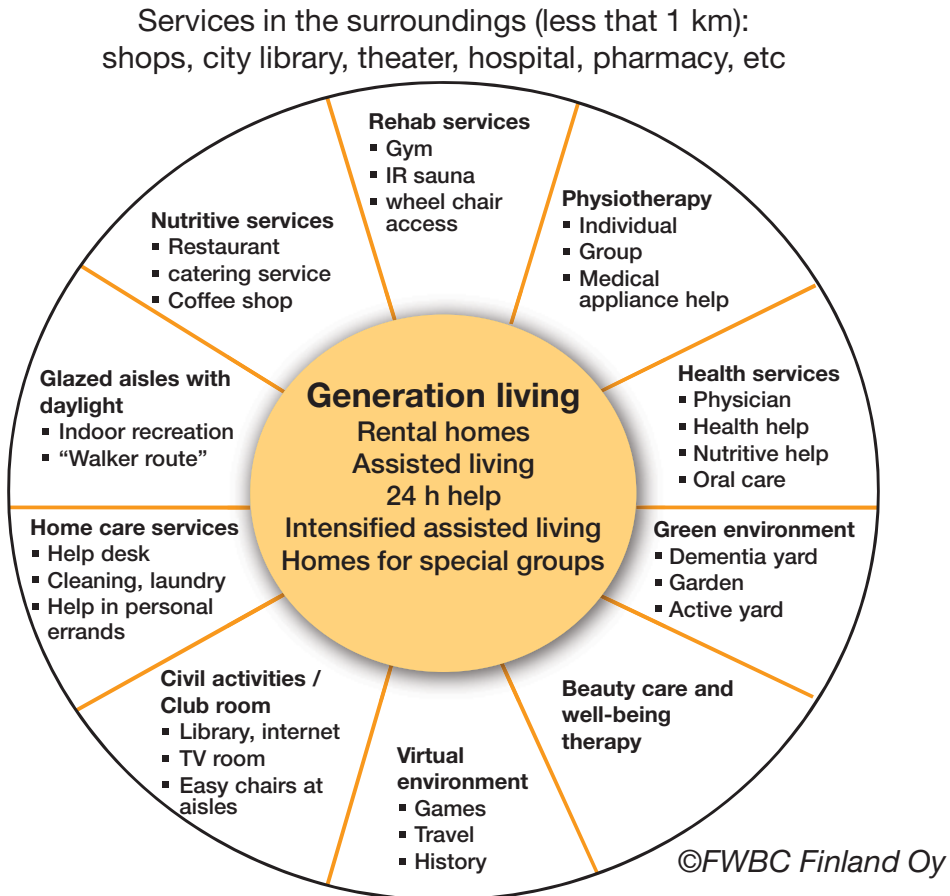 Services in the surroundings (less that 1 km):
shops, city library, theater, hospital, pharmacy, etc
Rehab services
▪ Gym
▪ IR sauna
▪ wheel chair
access
Physiotherapy
▪ Individual
▪ Group
▪ Medical
appliance help
Health services
▪ Physician
▪ Health help
▪ Nutritive help
▪ Oral care
Green environment
▪ Dementia yard
▪ Garden
▪ Active yard
Beauty care and
well-being
therapy
Virtual
environment
▪ Games
▪ Travel
▪ History
Civil activities /
Club room
▪ Library, internet
▪ TV room
▪ Easy chairs at
aisles
Home care services
▪ Help desk
▪ Cleaning, laundry
▪ Help in personal
errands
Glazed aisles with
daylight
▪ Indoor recreation
▪ “Walker route”
Nutritive services
▪ Restaurant
▪ catering service
▪ Coffee shop
Generation living
Rental homes
Assisted living
24 h help
Intensified assisted living
Homes for special groups
©FWBC Finland Oy